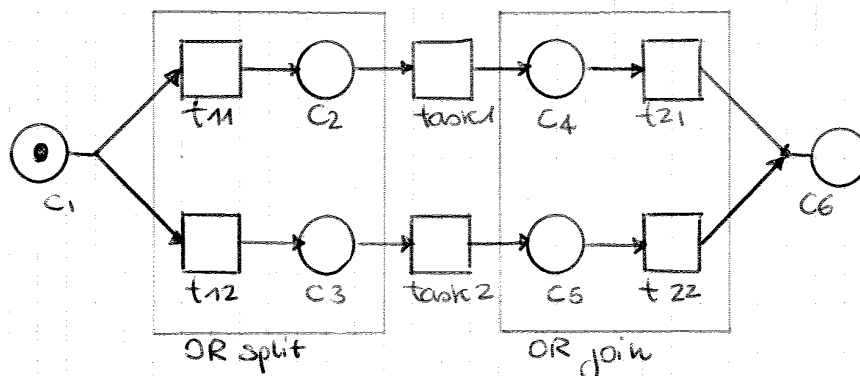 t11 c2 task1 c4 t21
c1 c6
t12 c3 task2 c5 t22
OR split OR join